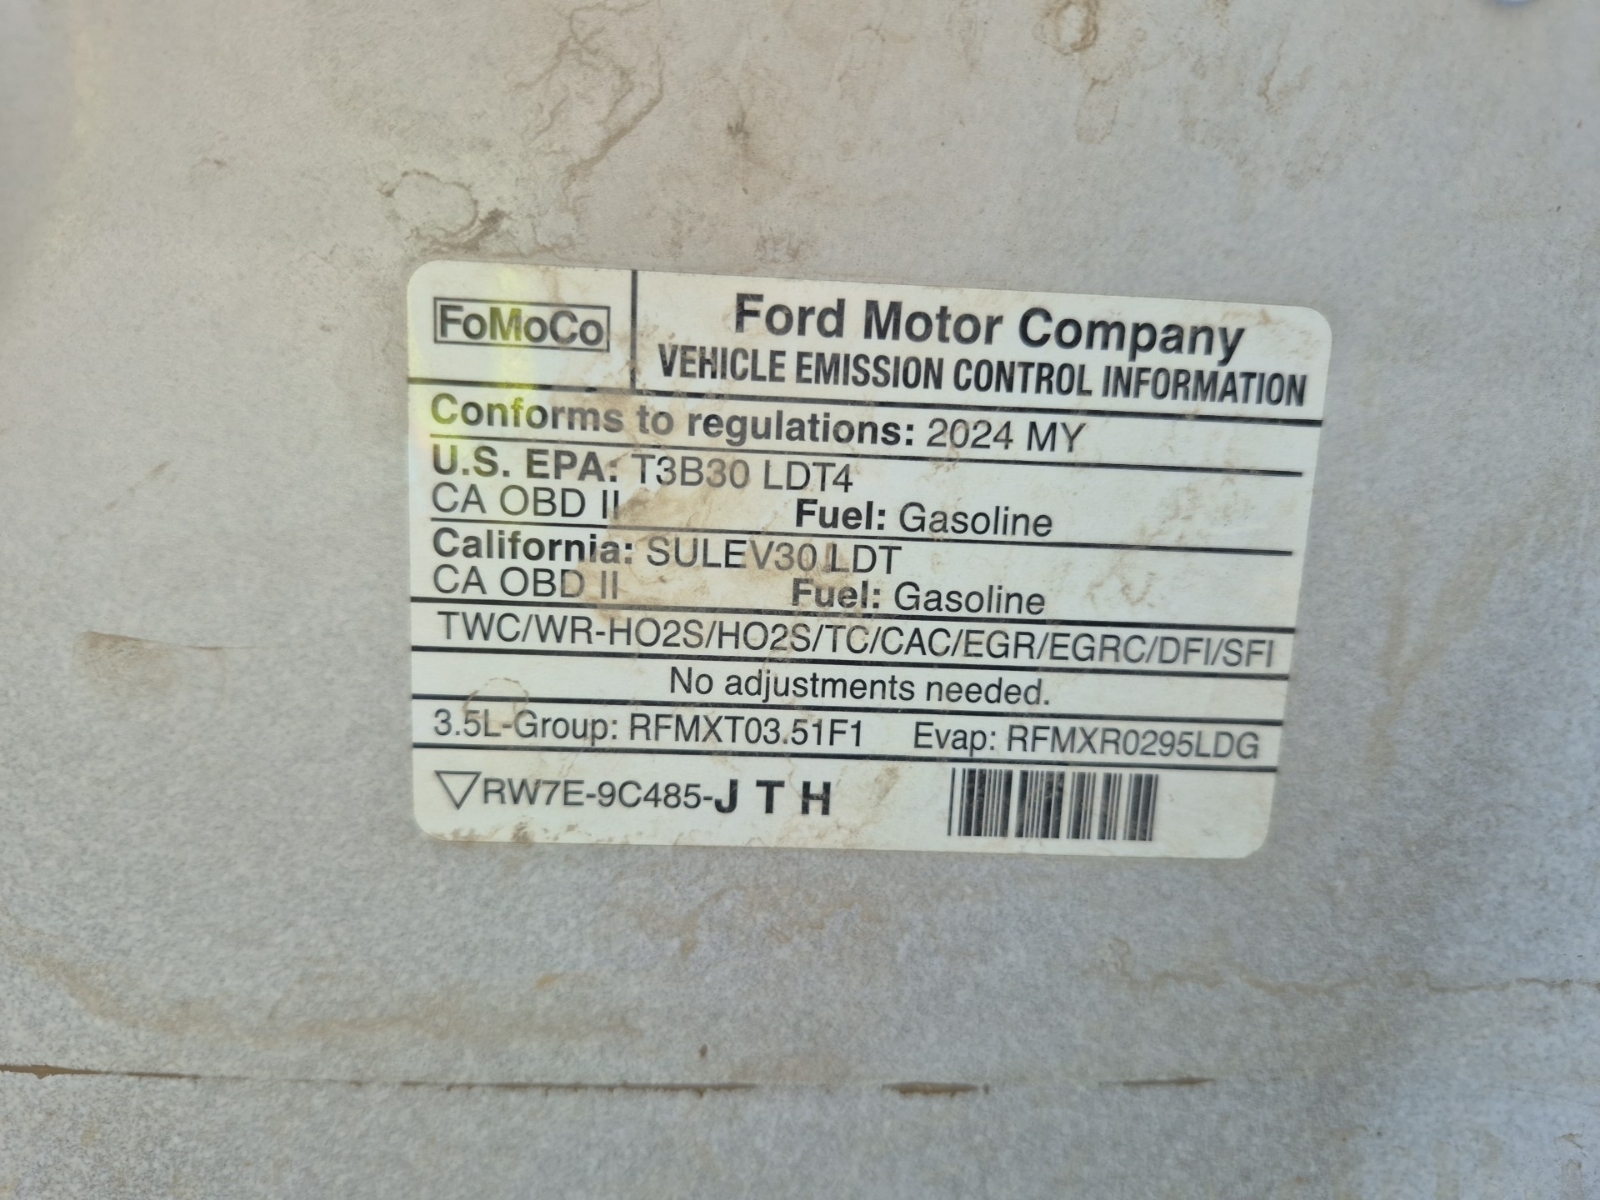 FoMoCo
Ford Motor Company
VEHICLE EMISSION CONTROL INFORMATION
Conforms to regulations: 2024 MY
U.S. EPA: T3B30 LDT4
CA OBD II Fuel: Gasoline
California: SULEV30 LDT
CA OBD II Fuel: Gasoline
TWC/WR-HO2S/HO2S/TC/CAC/EGR/EGRC/DFI/SFI
No adjustments needed.
3.5L-Group: RFMXT03.51F1 Evap: RFMXR0295LDG
RW7E-9C485-J T H